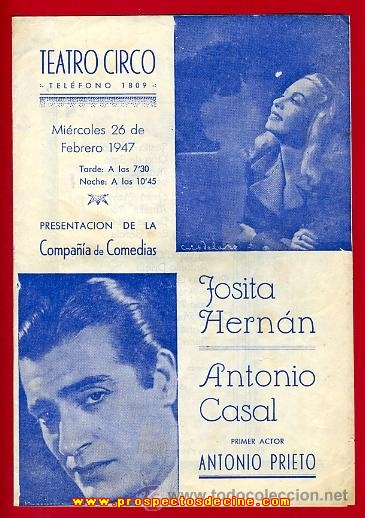 TEATRO CIRCO
TELÉFONO 1809
Miércoles 26 de
Febrero 1947
Tarde: A las 7'30
Noche: A las 10'45
PRESENTACION DE LA
Compañía de Comedias
Josita
Hernán
Antonio
Casal
PRIMER ACTOR
ANTONIO PRIETO
www.prospectosdecine.com
todocoleccion.net